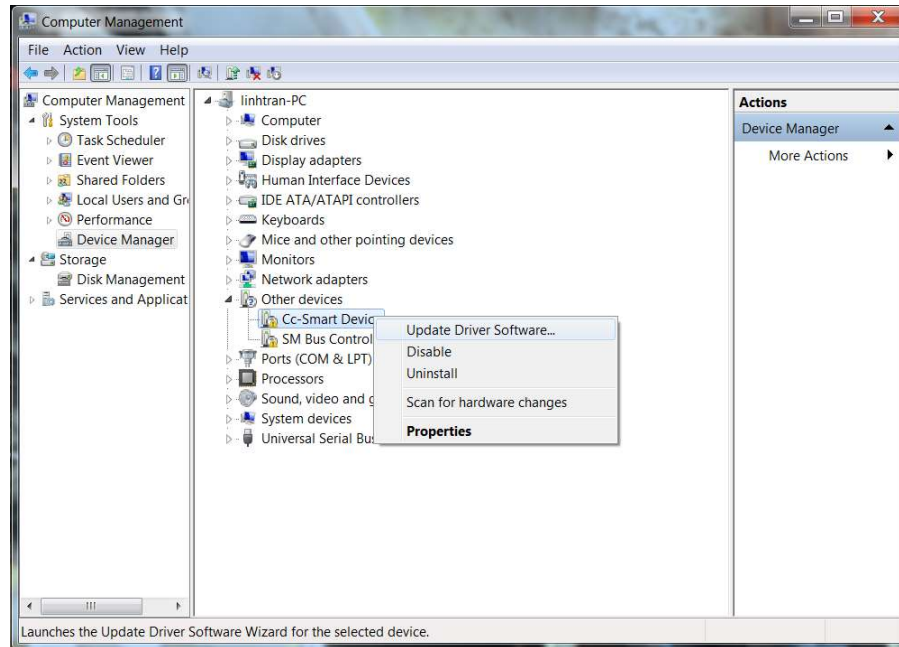 Computer Management
File Action View Help
Computer Management
System Tools
Task Scheduler
Event Viewer
Shared Folders
Local Users and Gr
Performance
Device Manager
Storage
Disk Management
Services and Applicat
linhtran-PC
Computer
Disk drives
Display adapters
Human Interface Devices
IDE ATA/ATAPI controllers
Keyboards
Mice and other pointing devices
Monitors
Network adapters
Other devices
Cc-Smart Devic
SM Bus Control
Ports (COM & LPT)
Processors
Sound, video and g
System devices
Universal Serial Bu
Update Driver Software...
Disable
Uninstall
Scan for hardware changes
Properties
Actions
Device Manager
More Actions
Launches the Update Driver Software Wizard for the selected device.